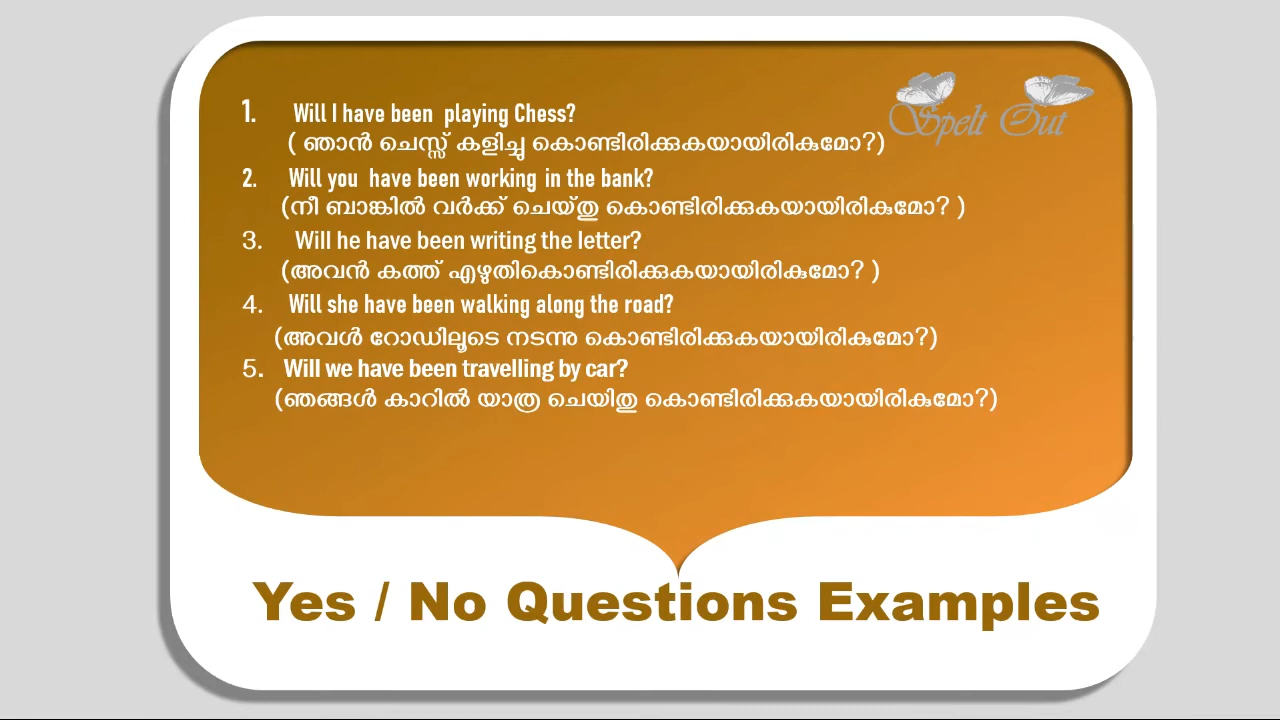 Spelt Out
1. Will I have been playing Chess?
( ഞാൻ ചെസ്സ് കളിച്ചു കൊണ്ടിരിക്കുകയായിരികുമോ?)
2. Will you have been working in the bank?
(നീ ബാങ്കിൽ വർക്ക് ചെയ്തു കൊണ്ടിരിക്കുകയായിരികുമോ? )
3. Will he have been writing the letter?
(അവൻ കത്ത് എഴുതികൊണ്ടിരിക്കുകയായിരികുമോ? )
4. Will she have been walking along the road?
(അവൾ റോഡിലൂടെ നടന്നു കൊണ്ടിരിക്കുകയായിരികുമോ?)
5. Will we have been travelling by car?
(ഞങ്ങൾ കാറിൽ യാത്ര ചെയിതു കൊണ്ടിരിക്കുകയായിരികുമോ?)
Yes / No Questions Examples